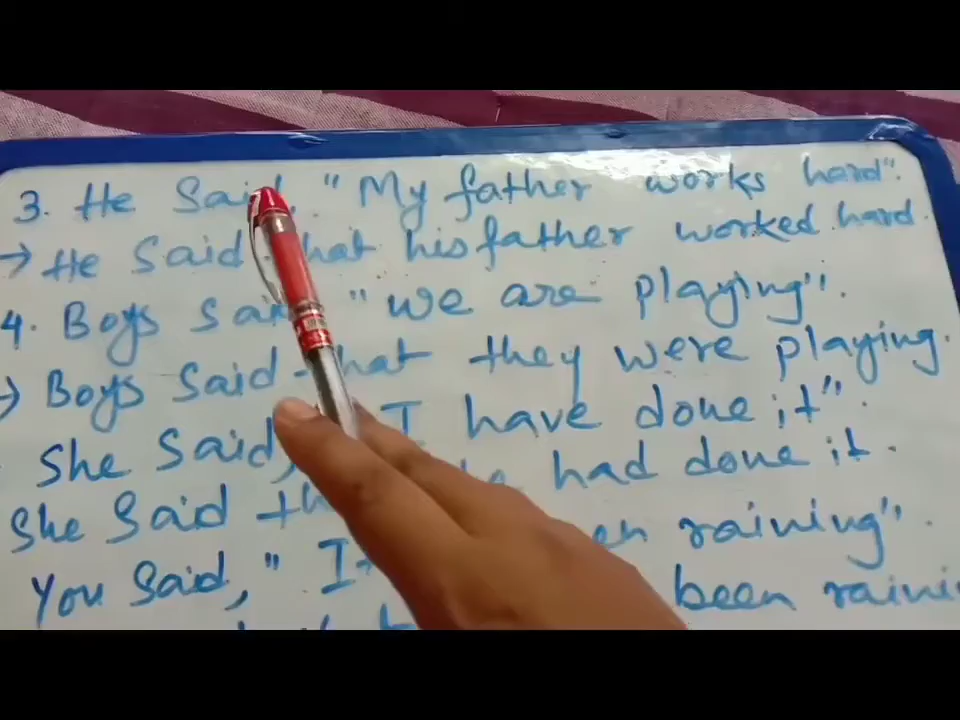 3. He Said, "My father works hard".
→ He Said that his father worked hard
4. Boys Said "we are playing".
→ Boys Said that they were playing.
She Said, I have done it".
She Said had done it.
You Said, " raining".
been